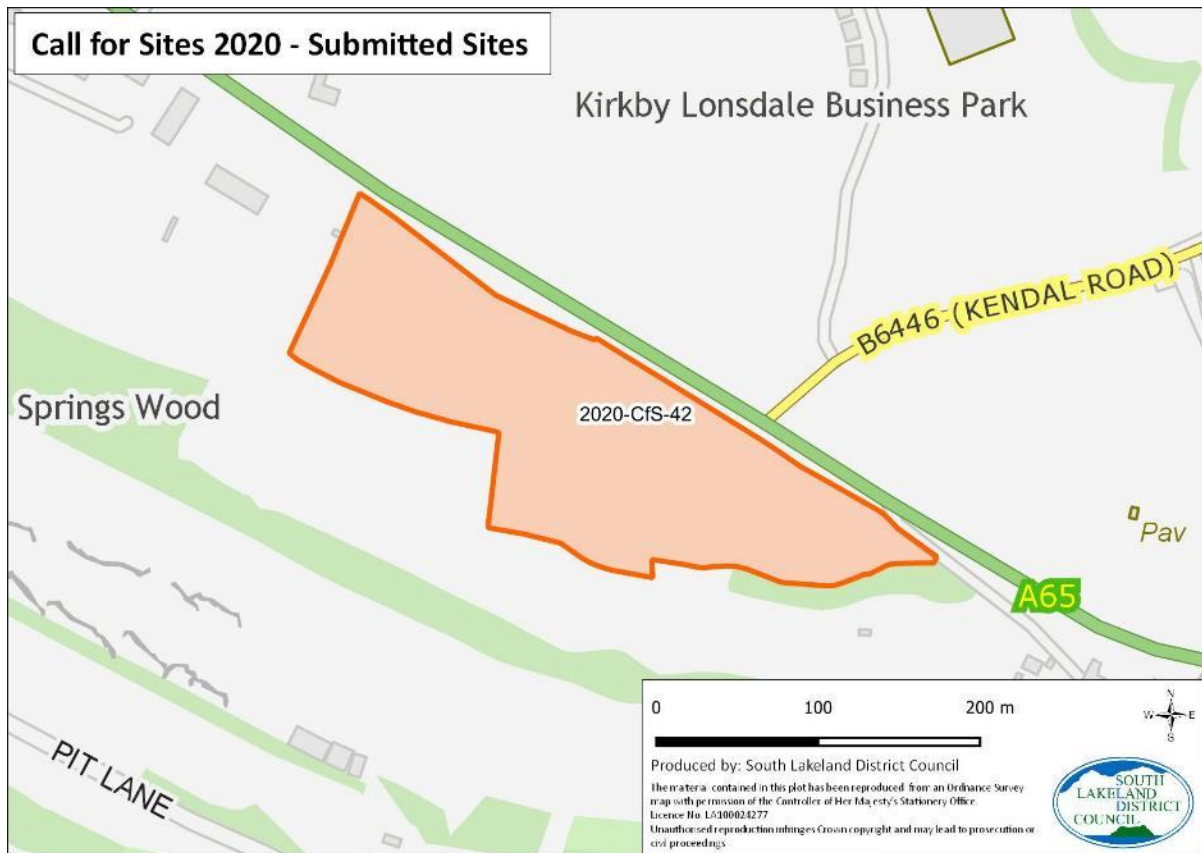 Call for Sites 2020 - Submitted Sites
Kirkby Lonsdale Business Park
B6446 (KENDAL ROAD)
Springs Wood
2020-CfS-42
Pav
A65
PIT LANE
0 100 200 m
N
W E
S
Produced by: South Lakeland District Council
The material contained in this plot has been reproduced from an Ordnance Survey
map with permission of the Controller of Her Majesty's Stationery Office.
Licence No. LA100024277
Unauthorised reproduction infringes Crown copyright and may lead to prosecution or
civil proceedings
SOUTH
LAKELAND
DISTRICT
COUNCIL